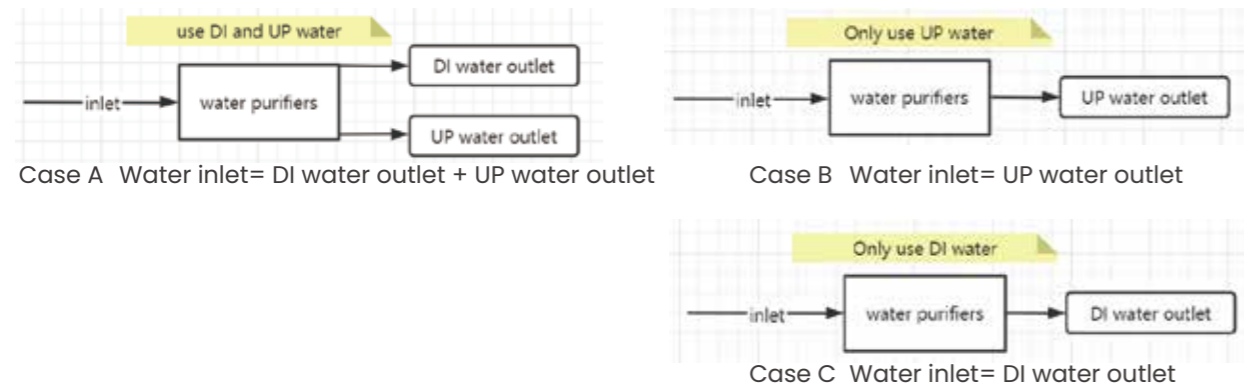 use DI and UP water
DI water outlet
inlet
water purifiers
UP water outlet
Case A Water inlet= DI water outlet + UP water outlet
Only use UP water
inlet
water purifiers
UP water outlet
Case B Water inlet= UP water outlet
Only use DI water
inlet
water purifiers
DI water outlet
Case C Water inlet= DI water outlet